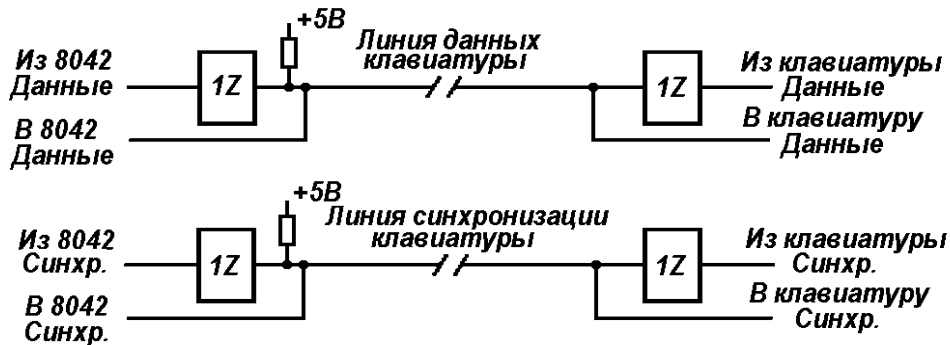 +5В
Линия данных
клавиатуры
Из 8042
Данные
1Z
1Z
Из клавиатуры
Данные
В 8042
Данные
В клавиатуру
Данные
+5В
Линия синхронизации
клавиатуры
Из 8042
Синхр.
1Z
1Z
Из клавиатуры
Синхр.
В 8042
Синхр.
В клавиатуру
Синхр.